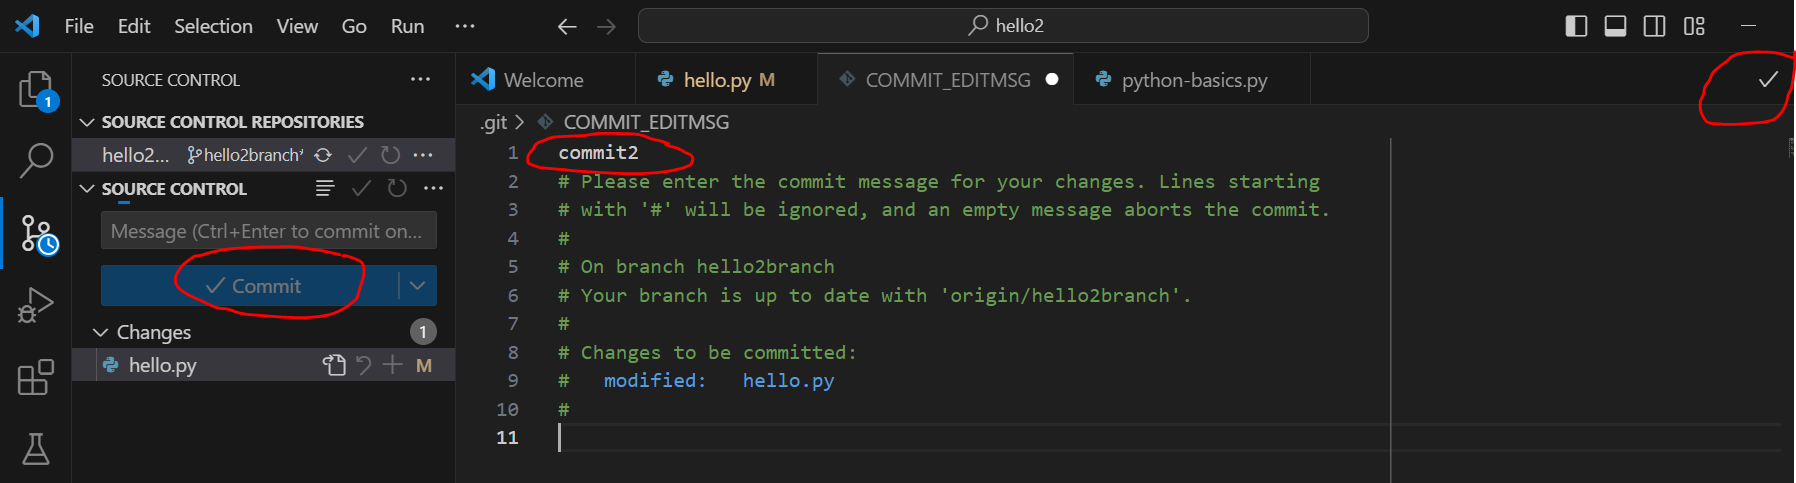 File Edit Selection View Go Run ··· hello2
SOURCE CONTROL ···
Welcome hello.py M COMMIT_EDITMSG python-basics.py
1
SOURCE CONTROL REPOSITORIES
hello2... hello2branch* ···
SOURCE CONTROL ···
Message (Ctrl+Enter to commit on...
Commit
Changes 1
hello.py M
.git > COMMIT_EDITMSG
1 commit2
2 # Please enter the commit message for your changes. Lines starting
3 # with '#' will be ignored, and an empty message aborts the commit.
4 #
5 # On branch hello2branch
6 # Your branch is up to date with 'origin/hello2branch'.
7 #
8 # Changes to be committed:
9 # modified: hello.py
10 #
11